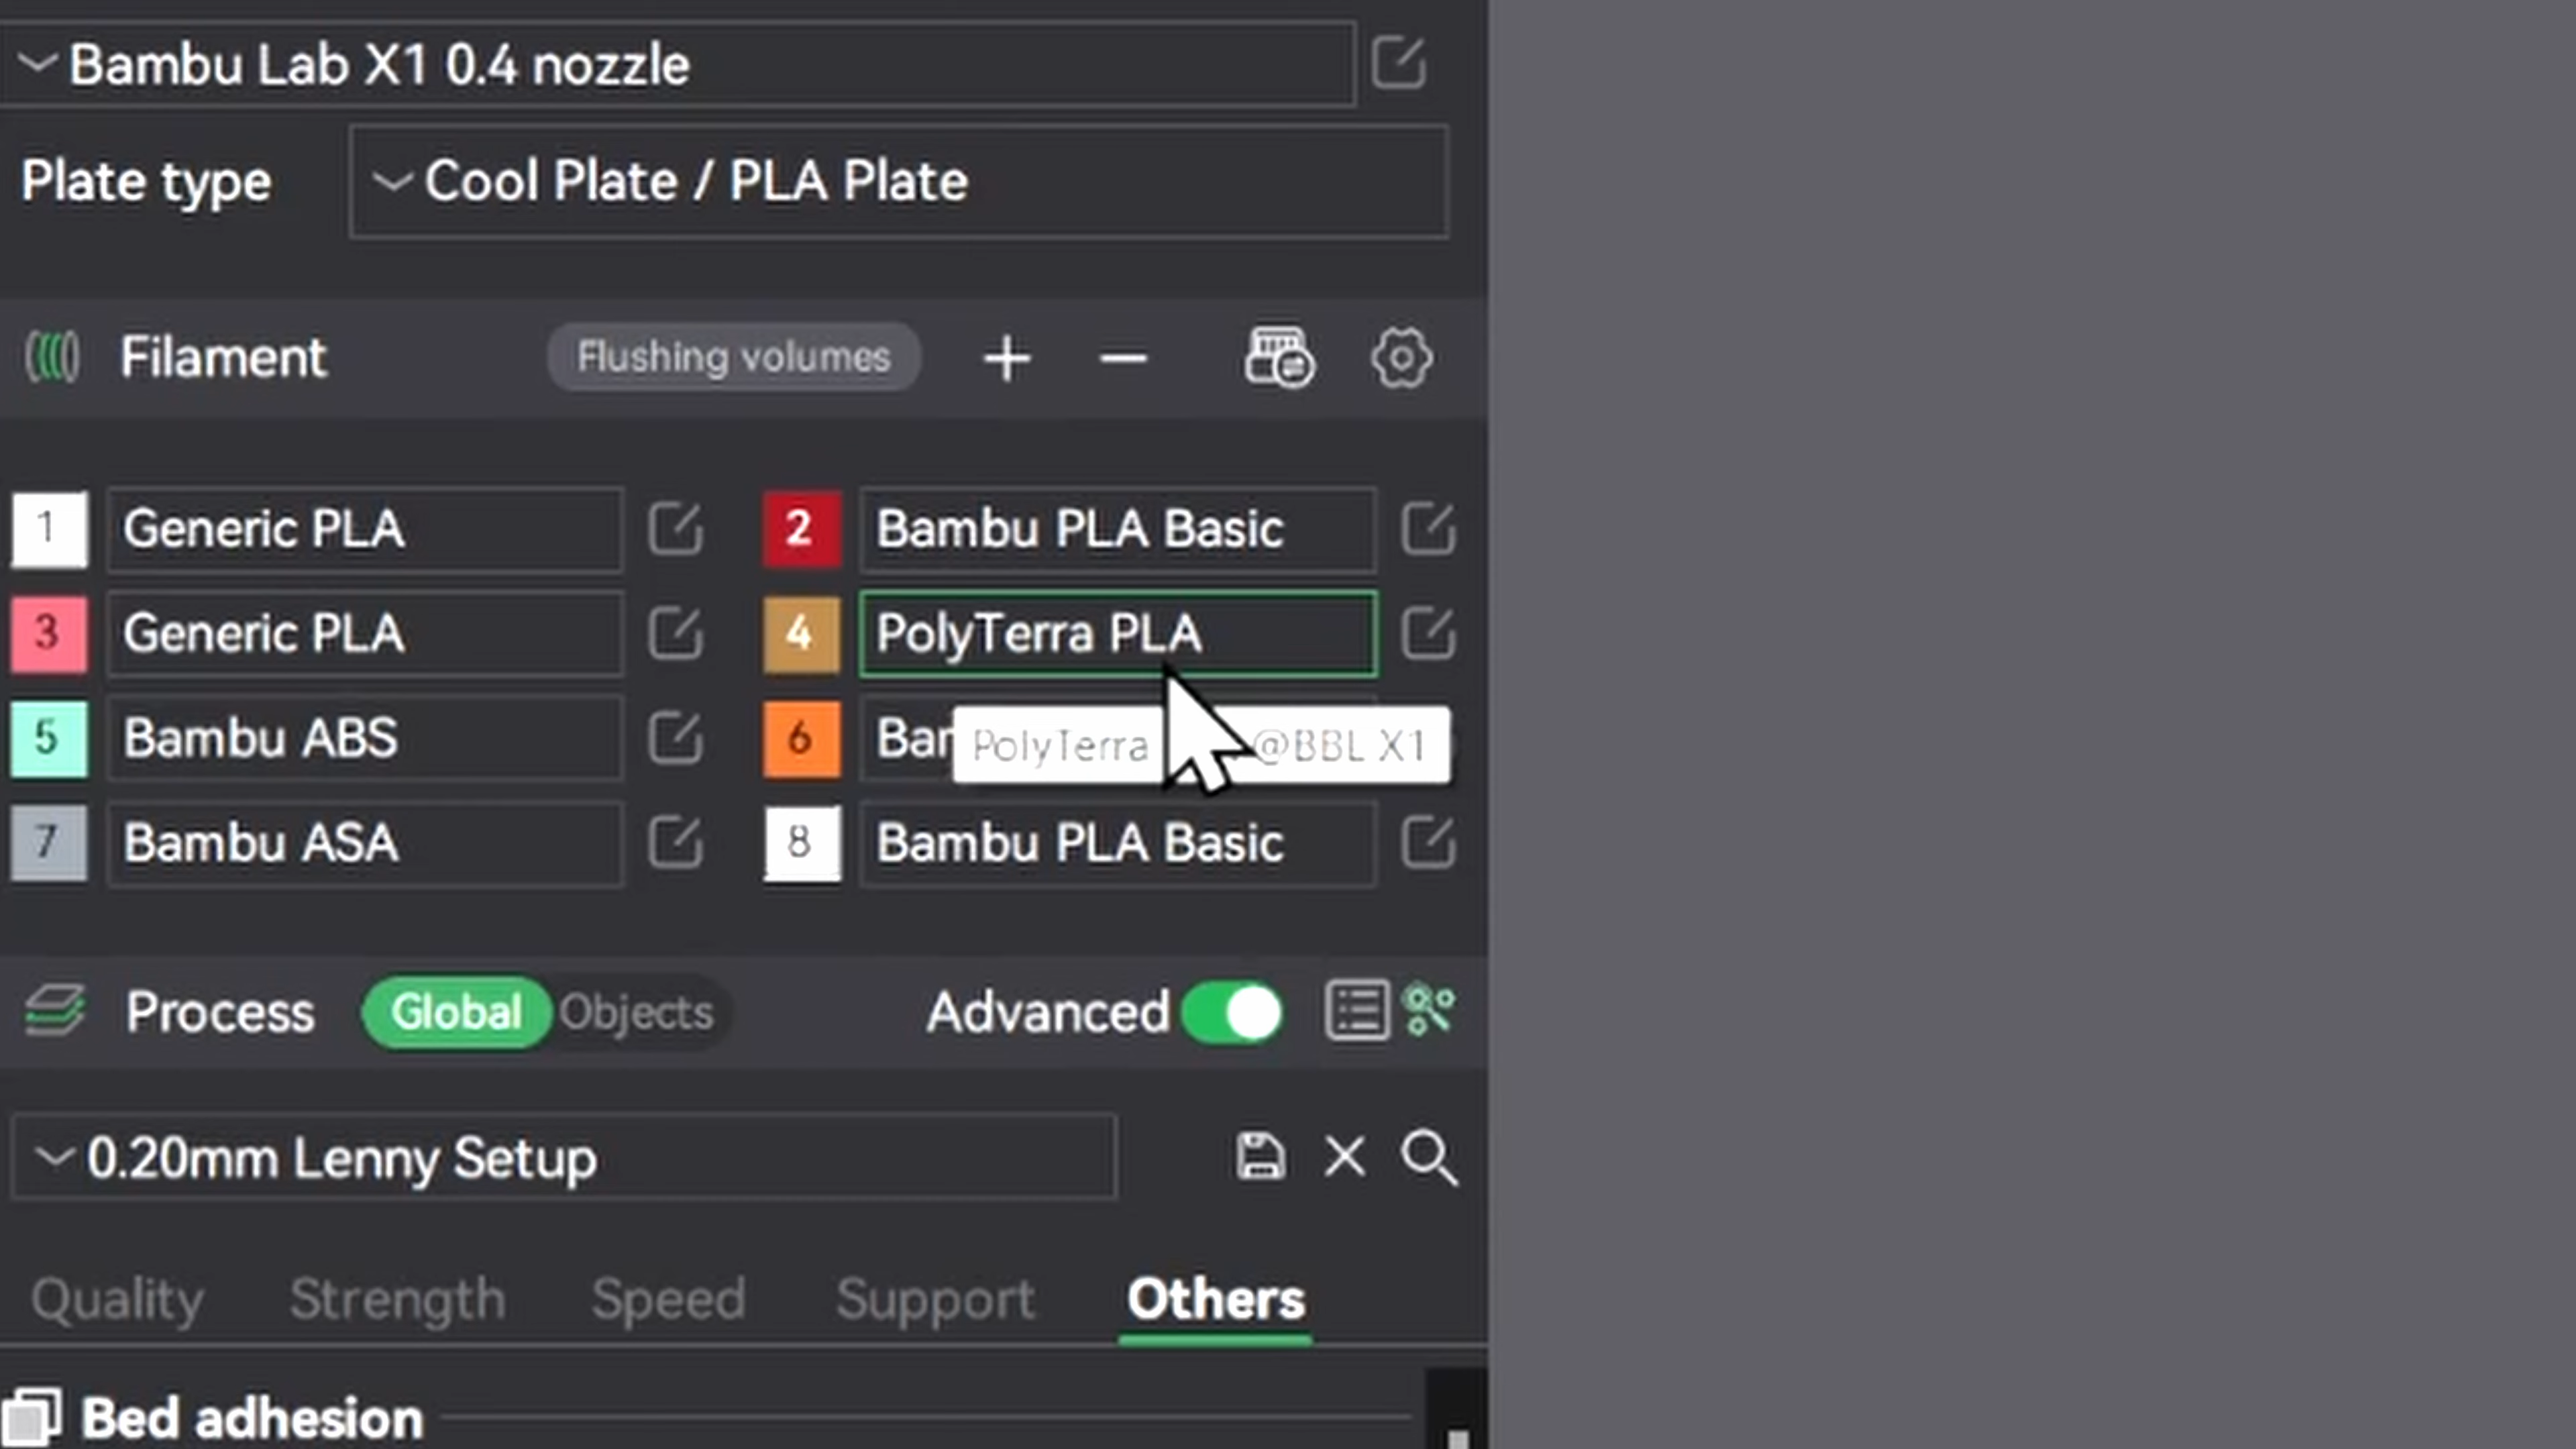 Bambu Lab X1 0.4 nozzle
Plate type Cool Plate / PLA Plate
Filament Flushing volumes
1 Generic PLA 2 Bambu PLA Basic
3 Generic PLA 4 PolyTerra PLA
5 Bambu ABS 6
PolyTerra @BBL X1
7 Bambu ASA 8 Bambu PLA Basic
Process Global Objects Advanced
0.20mm Lenny Setup
Quality Strength Speed Support Others
Bed adhesion